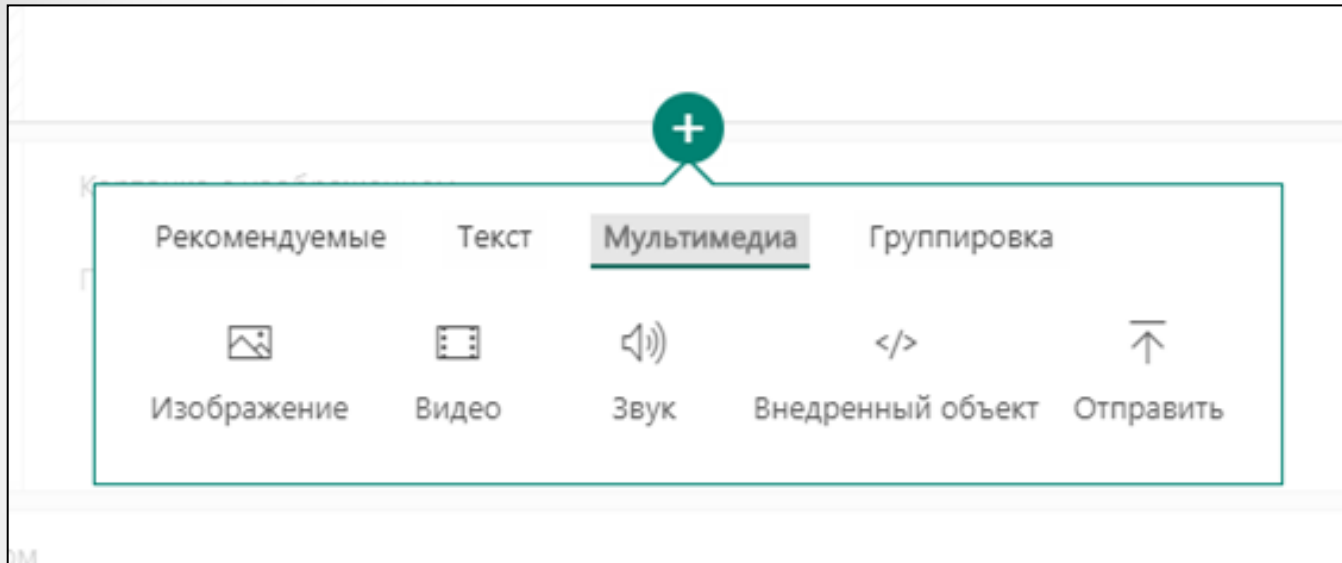 Рекомендуемые Текст Мультимедиа Группировка
</>
Изображение Видео Звук Внедренный объект Отправить